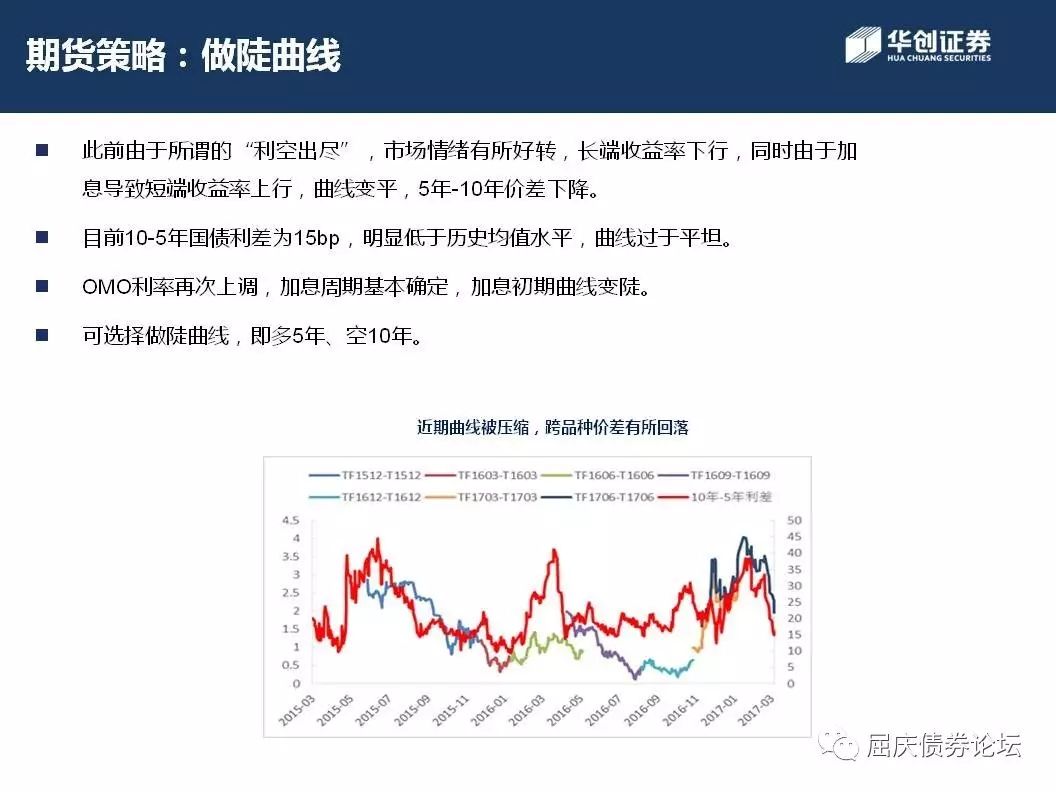 期货策略：做陡曲线
华创证券
HUA CHUANG SECURITIES
此前由于所谓的“利空出尽”，市场情绪有所好转，长端收益率下行，同时由于加
息导致短端收益率上行，曲线变平，5年-10年价差下降。
目前10-5年国债利差为15bp，明显低于历史均值水平，曲线过于平坦。
OMO利率再次上调，加息周期基本确定，加息初期曲线变陡。
可选择做陡曲线，即多5年、空10年。
近期曲线被压缩，跨品种价差有所回落
TF1512-T1512 TF1603-T1603 TF1606-T1606 TF1609-T1609
TF1612-T1612 TF1703-T1703 TF1706-T1706 10年-5年利差
4.5 50
4 45
3.5 40
3 35
2.5 30
2 25
1.5 20
1 15
0.5 10
0 5
0
2015-03 2015-05 2015-07 2015-09 2015-11 2016-01 2016-03 2016-05 2016-07 2016-09 2016-11 2017-01 2017-03
屈庆债券论坛